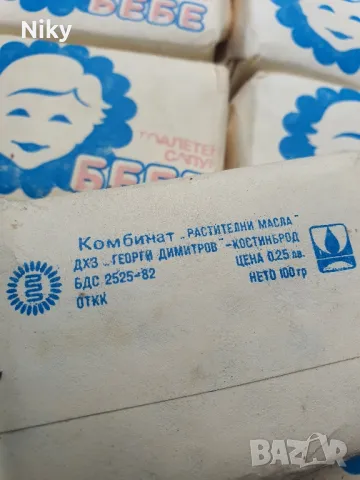 Niky
БЕБЕ
ТОАЛЕТЕН
САПУН
БЕБЕ
Комбинат „РАСТИТЕЛНИ МАСЛА"
ДХЗ „ГЕОРГИ ДИМИТРОВ"-КОСТИНБРОД
БДС 2525-82 ЦЕНА 0.25 лв.
ОТКК НЕТО 100 гр
BAZAR